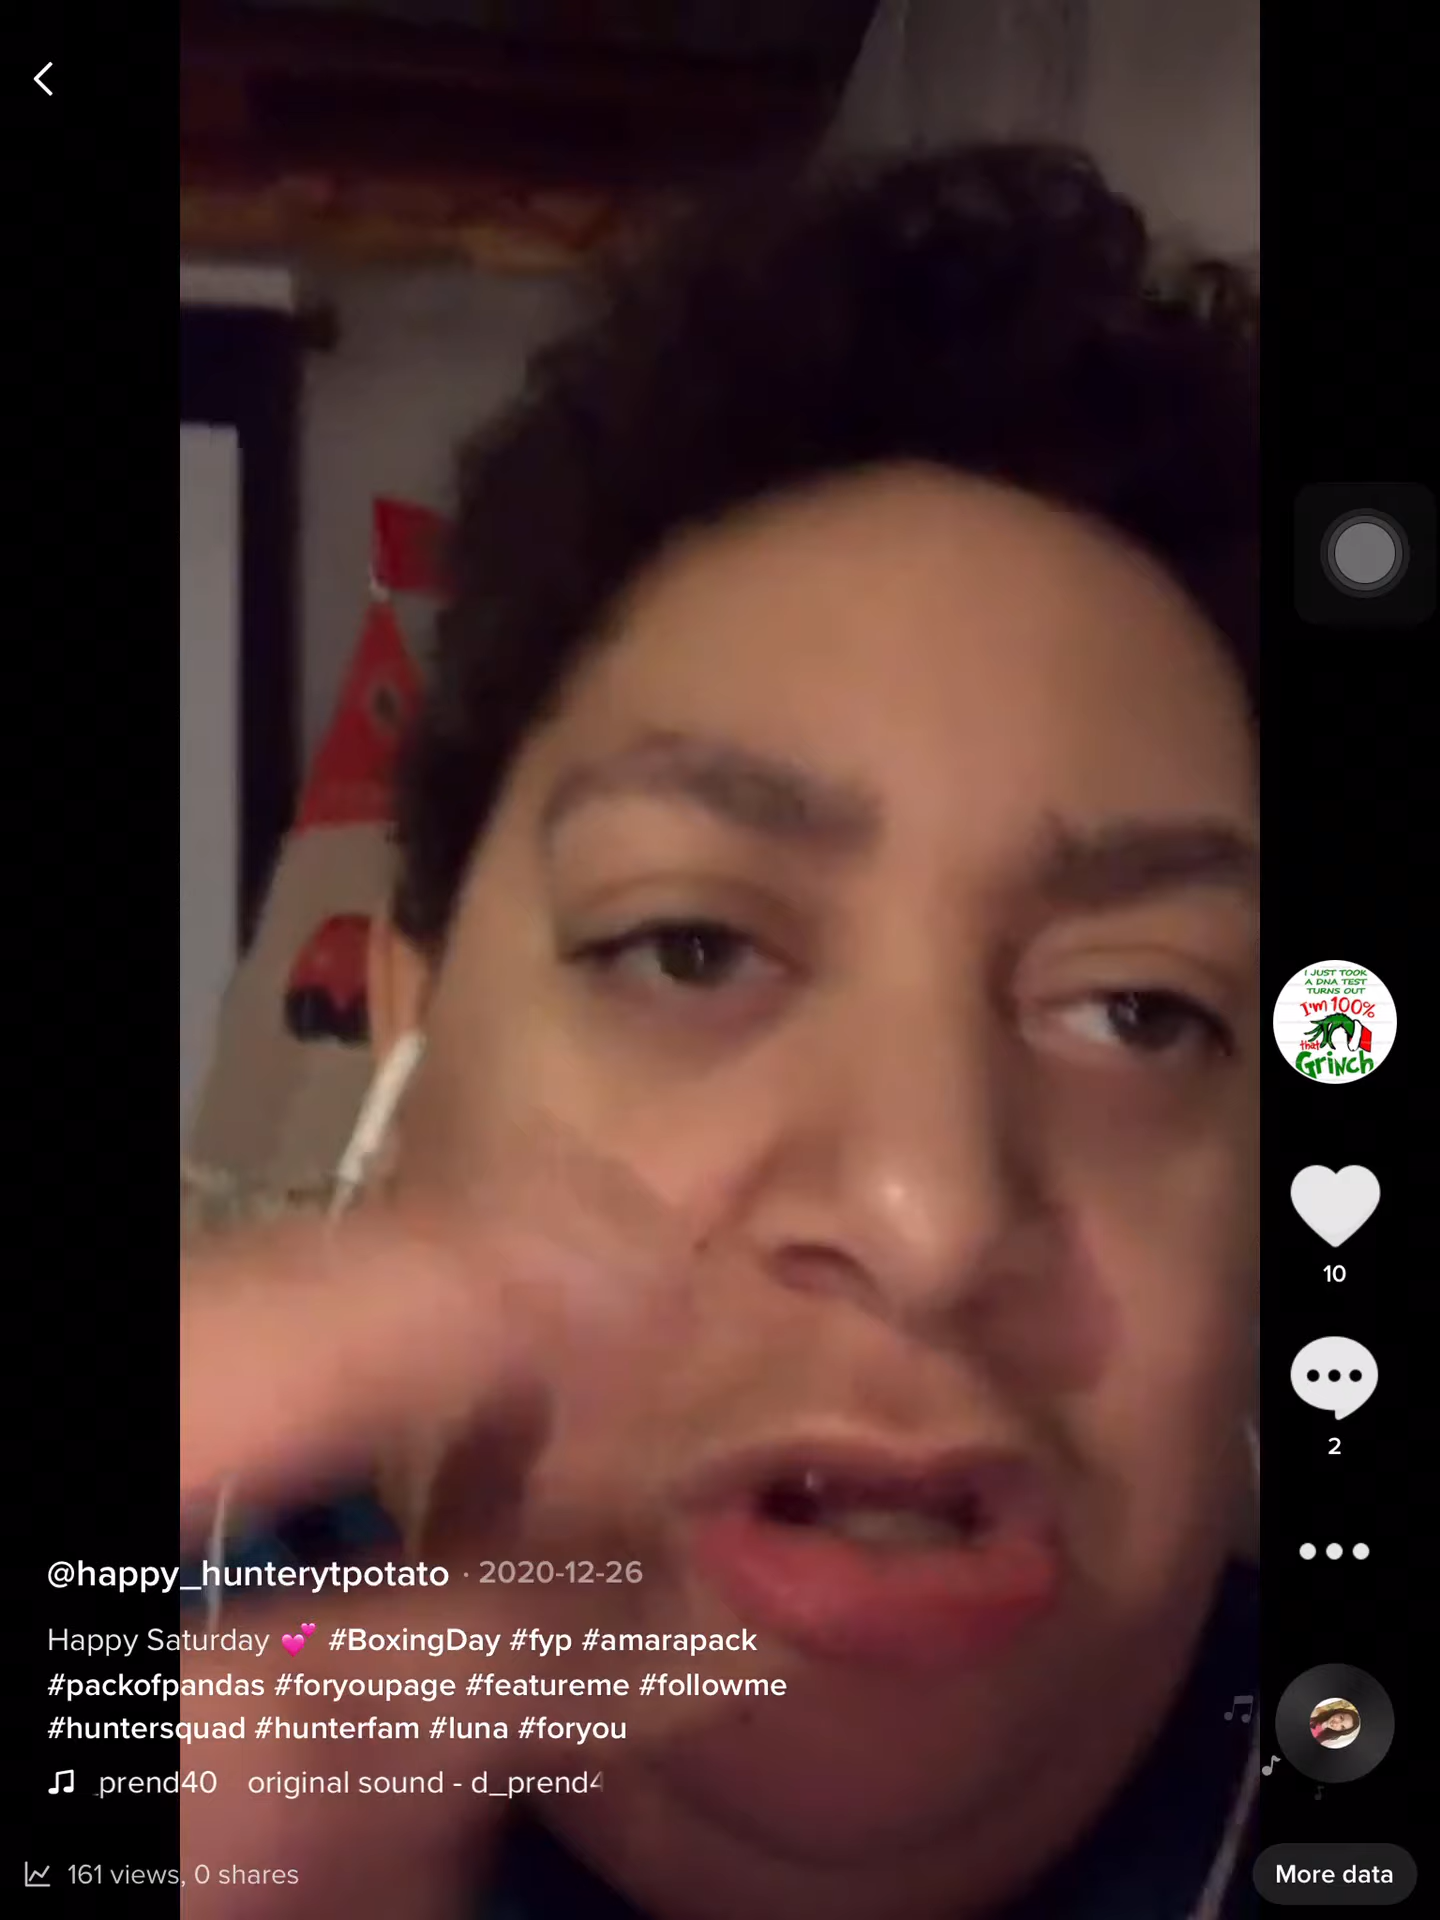 I JUST TOOK
A DNA TEST
TURNS OUT
I'm 100%
that
GRiNCh
10
2
@happy_hunterytpotato · 2020-12-26
Happy Saturday 💕 #BoxingDay #fyp #amarapack
#packofpandas #foryoupage #featureme #followme
#huntersquad #hunterfam #luna #foryou
_prend40 original sound - d_prend4
161 views, 0 shares
More data